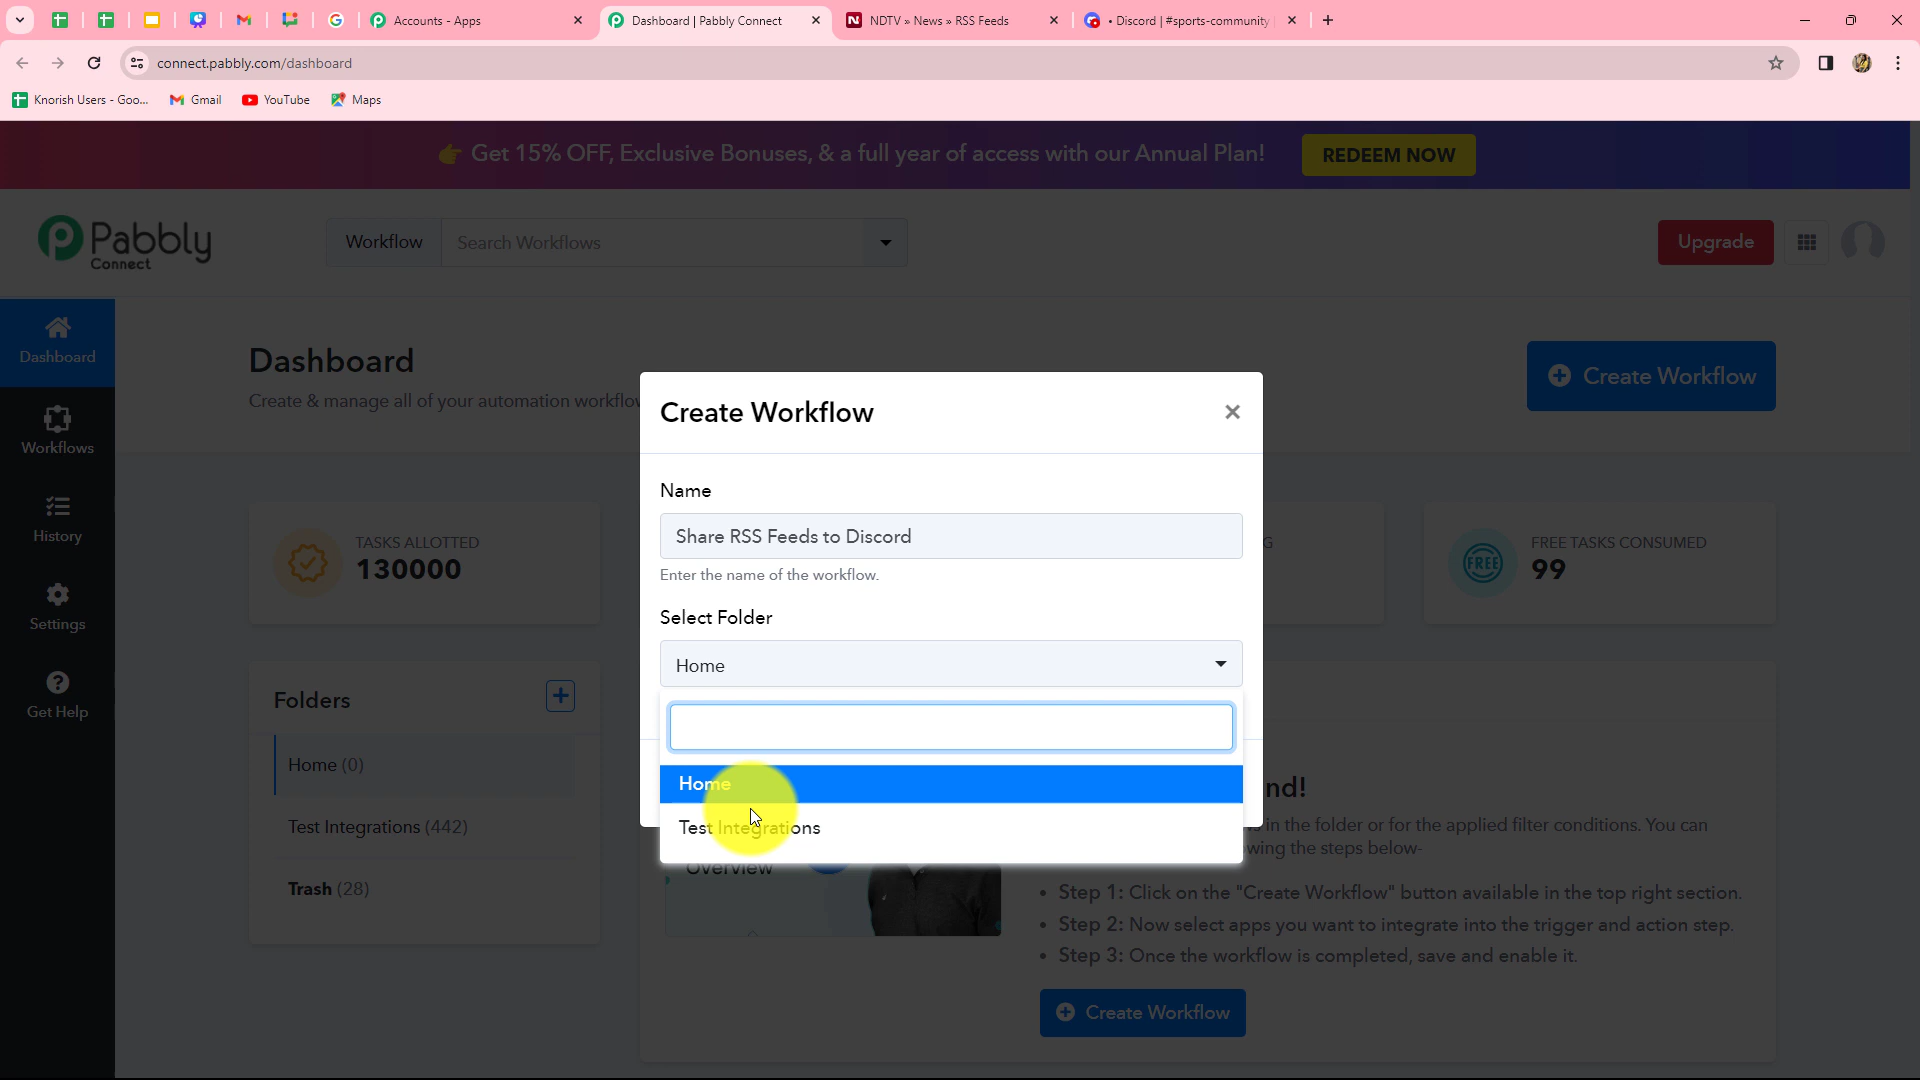 Accounts - Apps
Dashboard | Pabbly Connect
NDTV » News » RSS Feeds
• Discord | #sports-community
connect.pabbly.com/dashboard
Knorish Users - Goo...
Gmail
YouTube
Maps
👉 Get 15% OFF, Exclusive Bonuses, & a full year of access with our Annual Plan!
REDEEM NOW
Pabbly
Connect
Workflow
Search Workflows
Upgrade
Dashboard
Workflows
History
Settings
Get Help
Dashboard
Create & manage all of your automation workflo
Create Workflow
TASKS ALLOTTED
130000
G
FREE
FREE TASKS CONSUMED
99
Folders
Home (0)
Test Integrations (442)
Trash (28)
Create Workflow
Name
Share RSS Feeds to Discord
Enter the name of the workflow.
Select Folder
Home
Home
Test Integrations
Overview
nd!
in the folder or for the applied filter conditions. You can
wing the steps below-
• Step 1: Click on the "Create Workflow" button available in the top right section.
• Step 2: Now select apps you want to integrate into the trigger and action step.
• Step 3: Once the workflow is completed, save and enable it.
Create Workflow